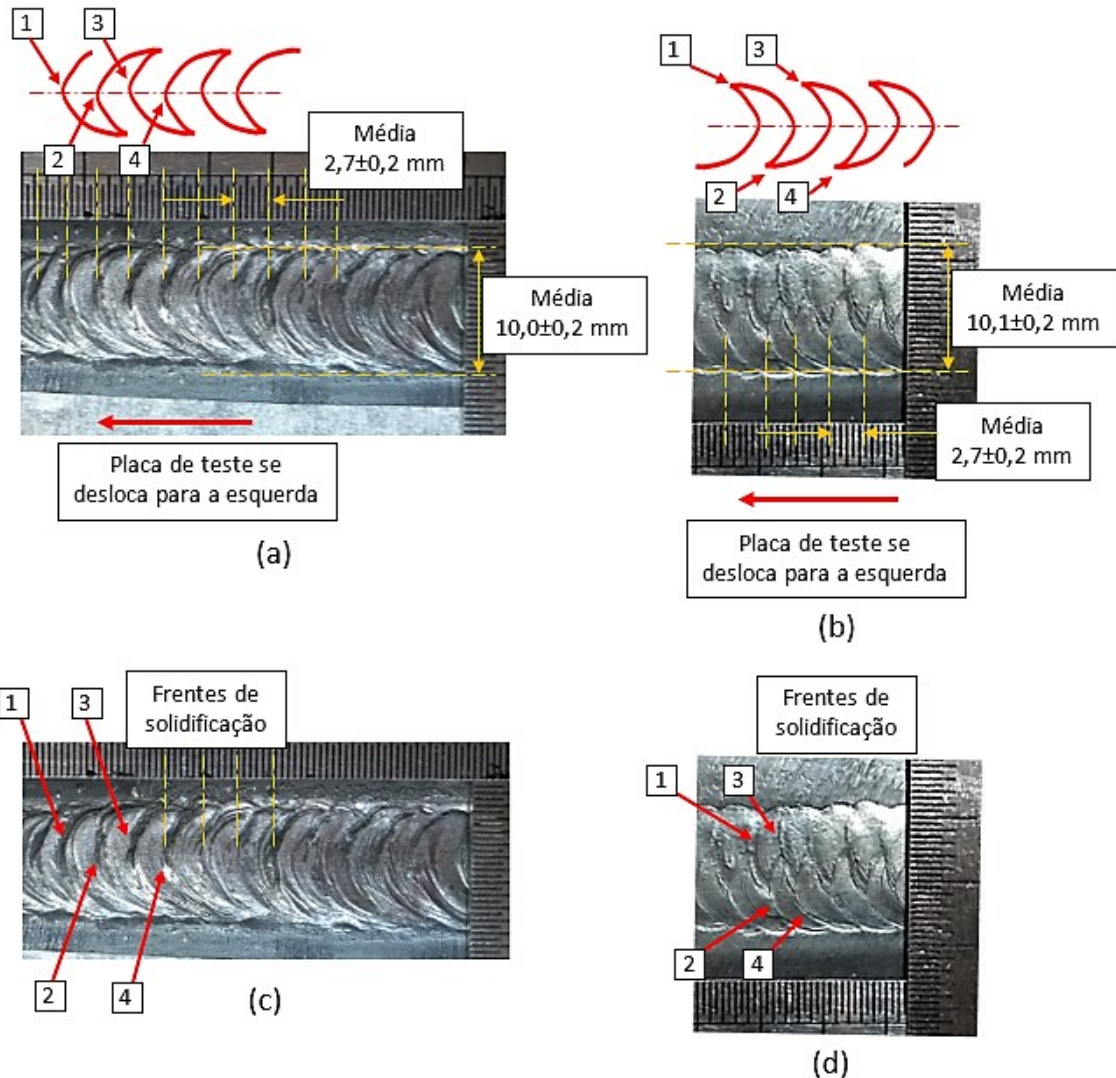 1
3
2
4
Média
2,7±0,2 mm
Média
10,0±0,2 mm
Placa de teste se
desloca para a esquerda
(a)
1
3
2
4
Média
10,1±0,2 mm
Média
2,7±0,2 mm
Placa de teste se
desloca para a esquerda
(b)
1
3
Frentes de
solidificação
2
4
(c)
Frentes de
solidificação
1
3
2
4
(d)